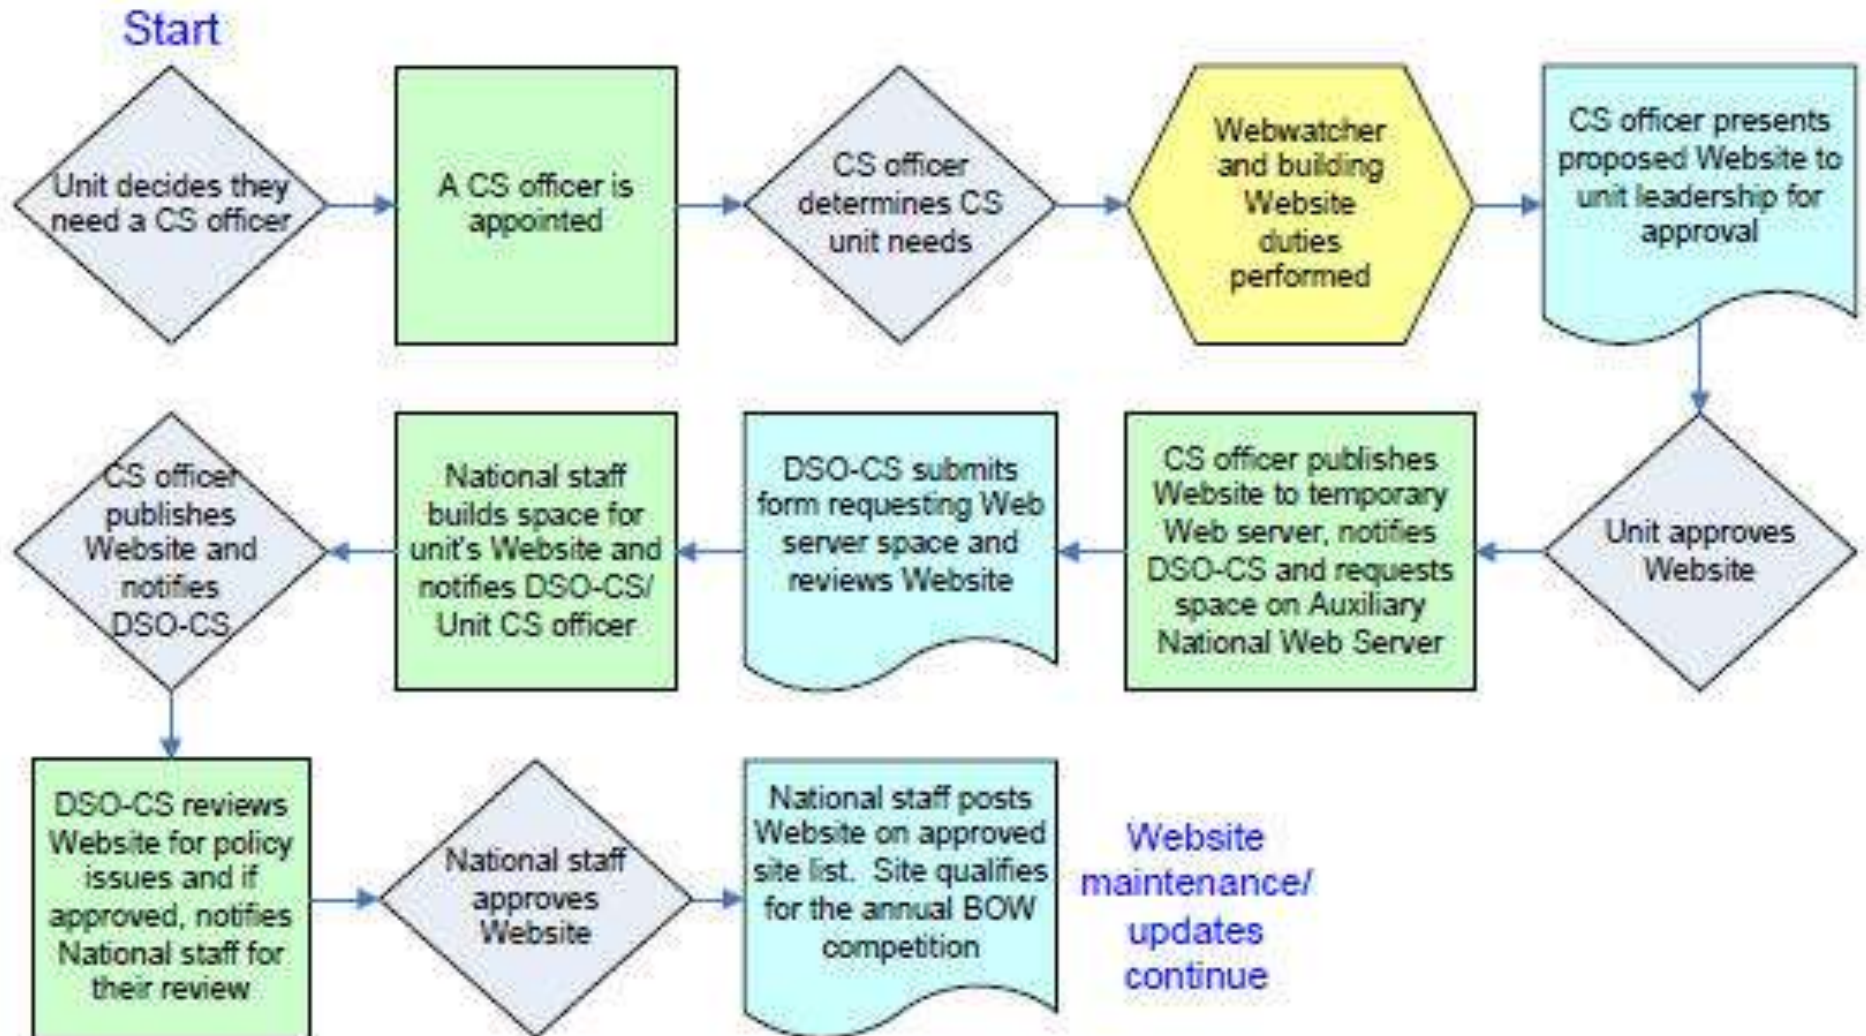 Start
Unit decides they
need a CS officer
A CS officer is
appointed
CS officer
determines CS
unit needs
Webwatcher
and building
Website
duties
performed
CS officer presents
proposed Website to
unit leadership for
approval
Unit approves
Website
CS officer publishes
Website to temporary
Web server, notifies
DSO-CS and requests
space on Auxiliary
National Web Server
DSO-CS submits
form requesting Web
server space and
reviews Website
National staff
builds space for
unit's Website and
notifies DSO-CS/
Unit CS officer
CS officer
publishes
Website and
notifies
DSO-CS
DSO-CS reviews
Website for policy
issues and if
approved, notifies
National staff for
their review
National staff
approves
Website
National staff posts
Website on approved
site list. Site qualifies
for the annual BOW
competition
Website
maintenance/
updates
continue